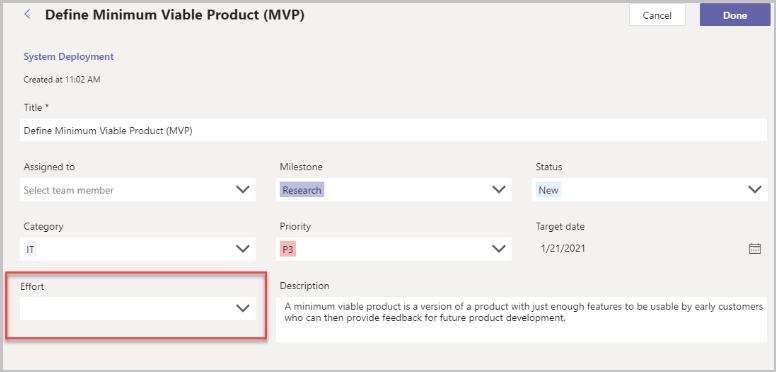 Define Minimum Viable Product (MVP)
Cancel
Done
System Deployment
Created at 11:02 AM
Title *
Define Minimum Viable Product (MVP)
Assigned to
Milestone
Status
Select team member
Research
New
Category
Priority
Target date
IT
P3
1/21/2021
Effort
Description
A minimum viable product is a version of a product with just enough features to be usable by early customers
who can then provide feedback for future product development.